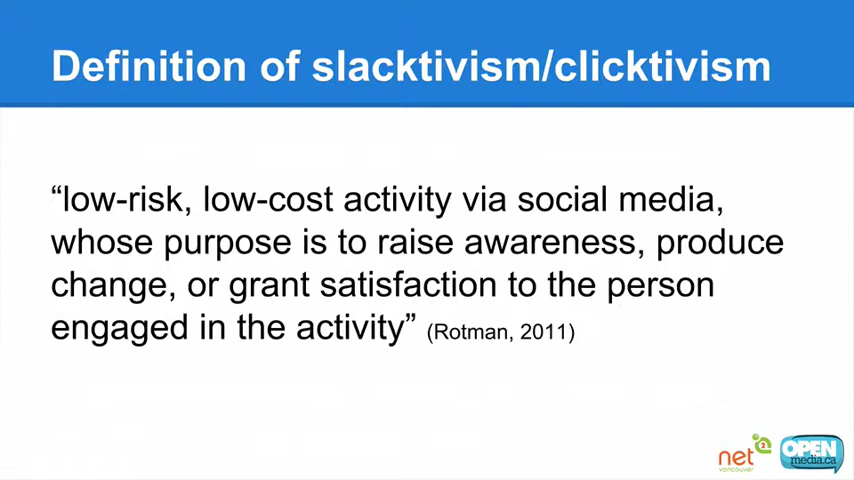 Definition of slacktivism/clicktivism
“low-risk, low-cost activity via social media,
whose purpose is to raise awareness, produce
change, or grant satisfaction to the person
engaged in the activity” (Rotman, 2011)
net2
vancouver
OPEN
media.ca